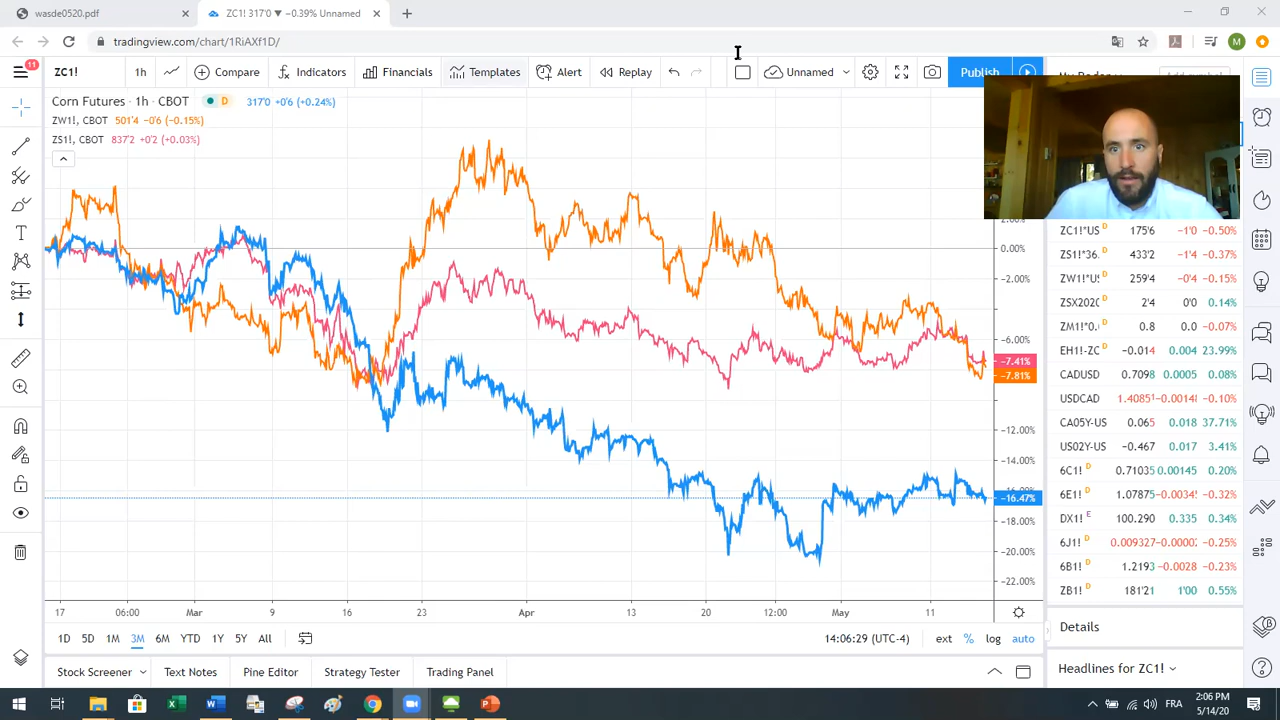 wasde0520.pdf × ZC1! 317'0 ▼ −0.39% Unnamed × +
tradingview.com/chart/1RiAXf1D/ M
11 ZC1! 1h Compare Indicators Financials Templates Alert Replay Unnamed Publish
Corn Futures · 1h · CBOT D 317'0 +0'6 (+0.24%)
ZW1!, CBOT 501'4 −0'6 (−0.15%)
ZS1!, CBOT 837'2 +0'2 (+0.03%)
2.00%
0.00%
−2.00%
−6.00%
−7.41%
−7.81%
−12.00%
−14.00%
−16.00%
−16.47%
−18.00%
−20.00%
−22.00%
17 06:00 Mar 9 16 23 Apr 13 20 12:00 May 11
1D 5D 1M 3M 6M YTD 1Y 5Y All 14:06:29 (UTC-4) ext % log auto
Stock Screener Text Notes Pine Editor Strategy Tester Trading Panel
Add symbol
ZC1!*US D 175'6 −1'0 −0.50%
ZS1!*36. D 433'2 −1'4 −0.37%
ZW1!*U! D 259'4 −0'4 −0.15%
ZSX202( 2'4 0'0 0.14%
ZM1!*0. 0.8 0.0 −0.07%
EH1!-ZC −0.014 0.004 23.99%
CADUSD 0.7098 0.0005 0.08%
USDCAD 1.40851 −0.00148 −0.10%
CA05Y-US 0.065 0.018 37.71%
US02Y-US −0.467 0.017 3.41%
6C1! D 0.71035 0.00145 0.20%
6E1! D 1.07875 −0.00345 −0.32%
DX1! E 100.290 0.335 0.34%
6J1! D 0.009327 −0.00002 −0.25%
6B1! D 1.2193 −0.0028 −0.23%
ZB1! D 181'21 1'00 0.55%
Details
Headlines for ZC1!
FRA 2:06 PM
5/14/20